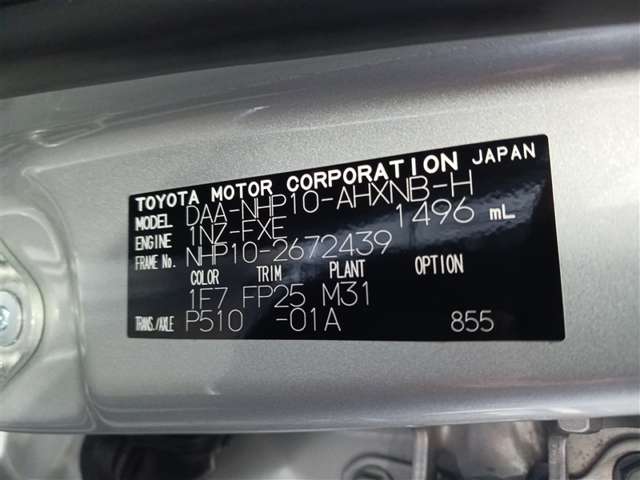 TOYOTA MOTOR CORPORATION JAPAN
MODEL DAA-NHP10-AHXNB-H
ENGINE 1NZ-FXE 1496 mL
FRAME No. NHP10-2672439
COLOR TRIM PLANT OPTION
1F7 FP25 M31
TRANS./AXLE P510 -01A 855